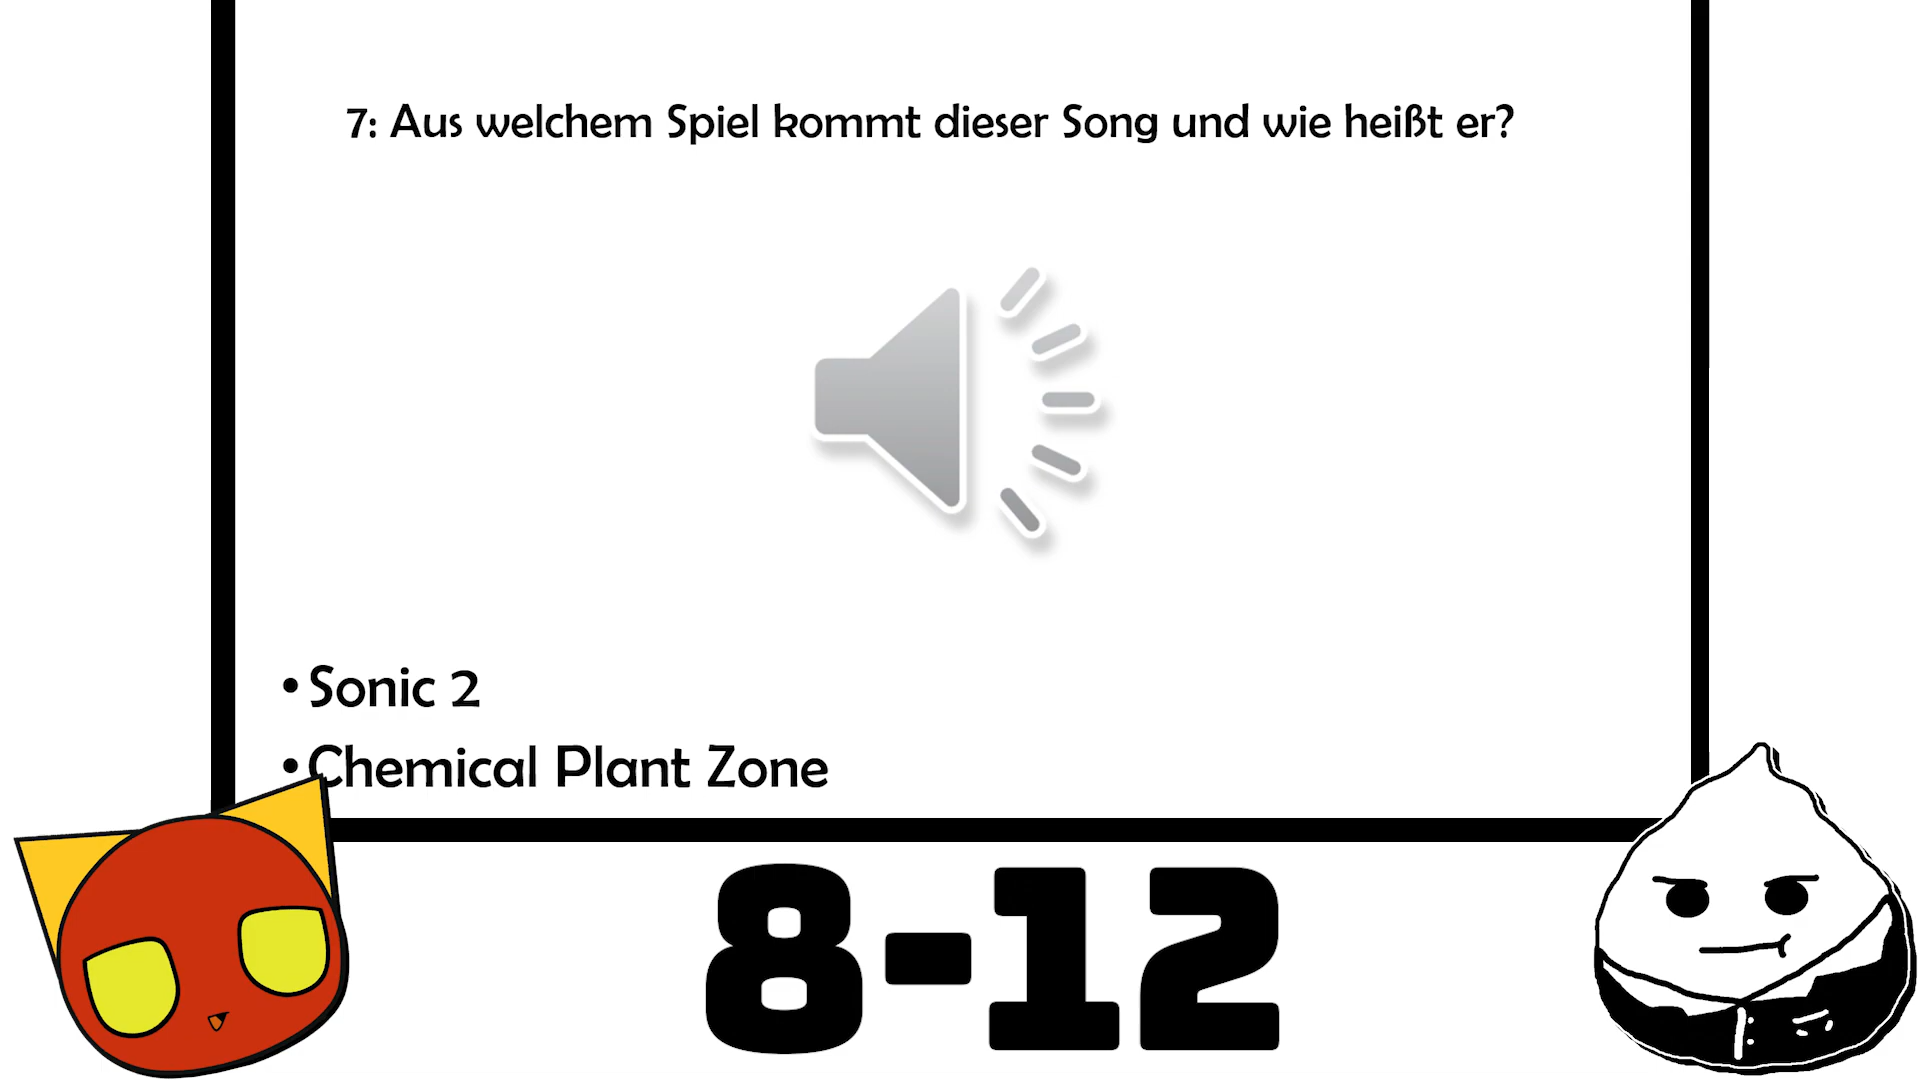 7: Aus welchem Spiel kommt dieser Song und wie heißt er?
• Sonic 2
• Chemical Plant Zone
8-12